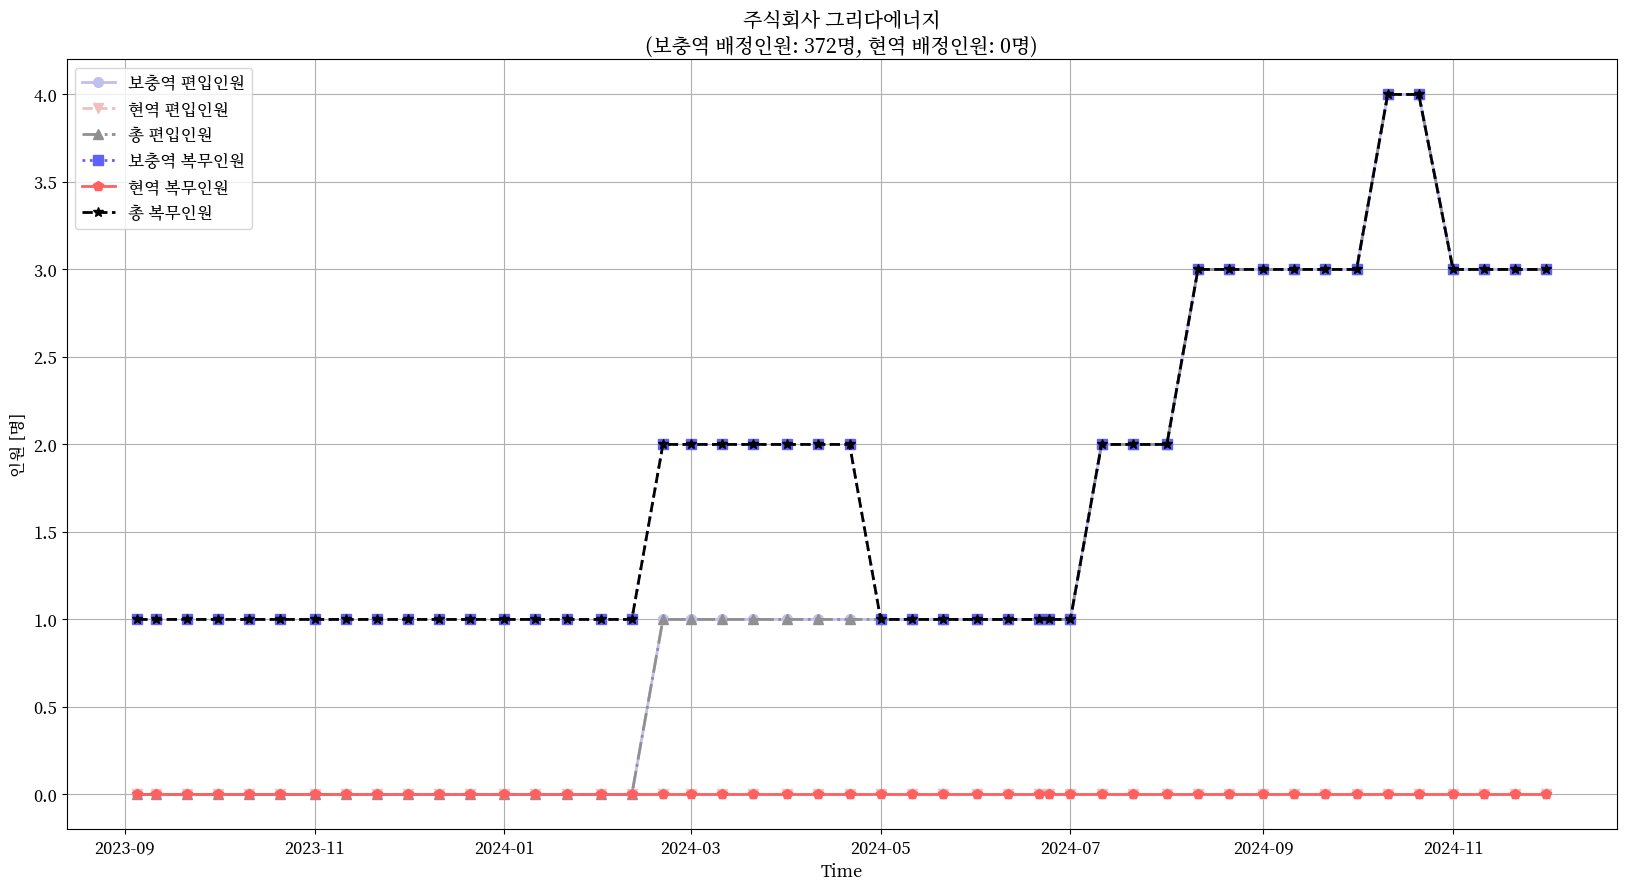 주식회사 그리다에너지
(보충역 배정인원: 372명, 현역 배정인원: 0명)
보충역 편입인원
현역 편입인원
총 편입인원
보충역 복무인원
현역 복무인원
총 복무인원
4.0
3.5
3.0
2.5
2.0
1.5
1.0
0.5
0.0
인원 [명]
2023-09
2023-11
2024-01
2024-03
2024-05
2024-07
2024-09
2024-11
Time